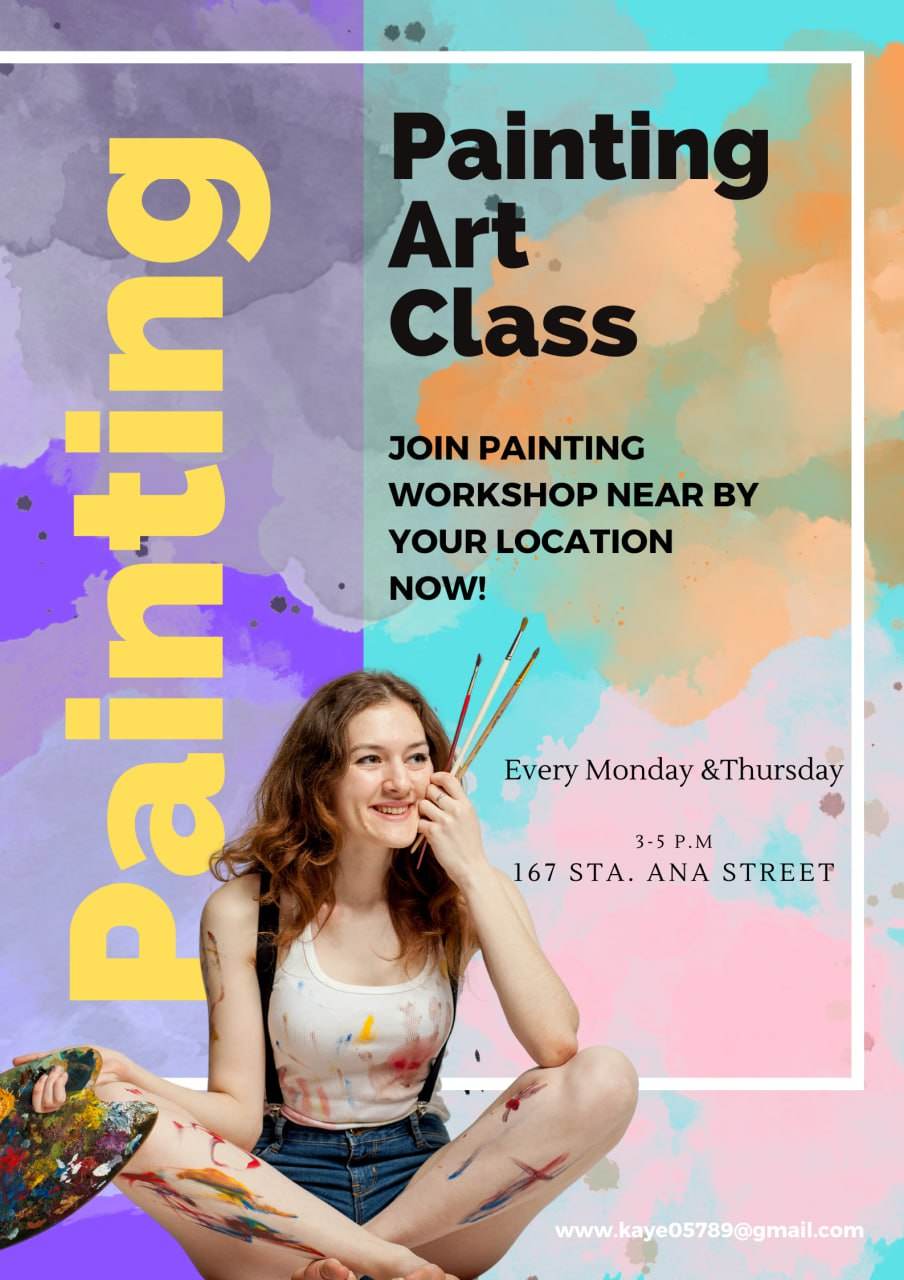 Painting
Painting
Art
Class
JOIN PAINTING
WORKSHOP NEAR BY
YOUR LOCATION
NOW!
Every Monday &Thursday
3-5 P.M
167 STA. ANA STREET
www.kaye05789@gmail.com